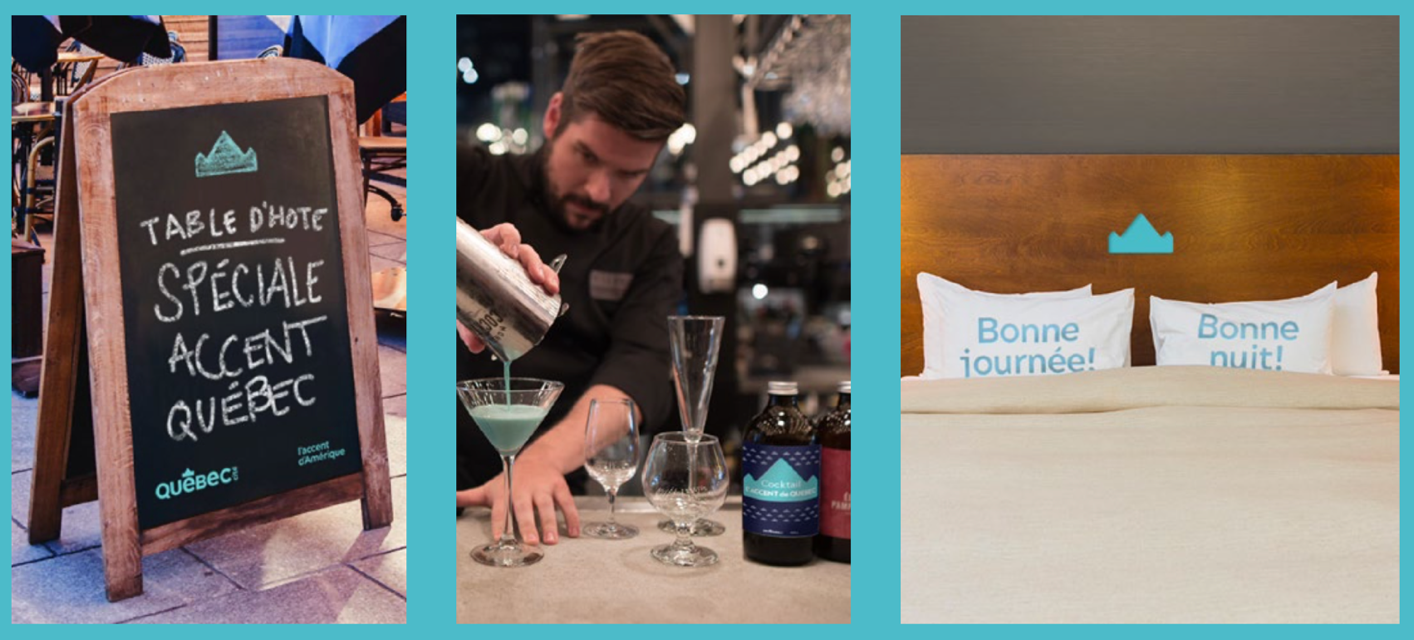 TABLE D'HOTE
SPÉCIALE
ACCENT
QUÉBEC
QUÉBEC
l'accent
d'Amérique
Cocktail
L'ACCENT de QUÉBEC
Bonne
journée!
Bonne
nuit!